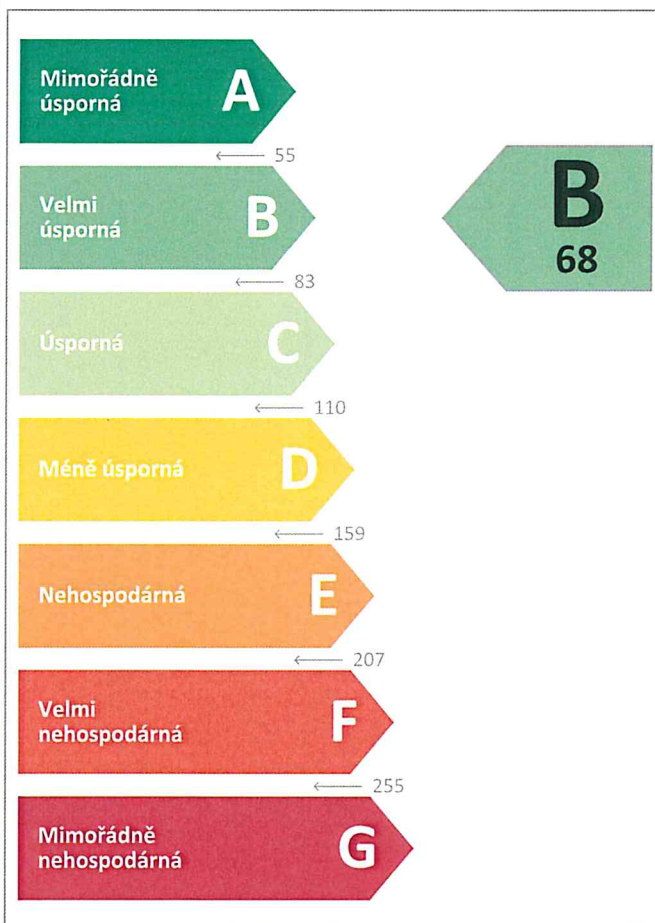 Mimořádně
úsporná
A
55
Velmi
úsporná
B
83
B
68
Úsporná
C
110
Méně úsporná
D
159
Nehospodárná
E
207
Velmi
nehospodárná
F
255
Mimořádně
nehospodárná
G